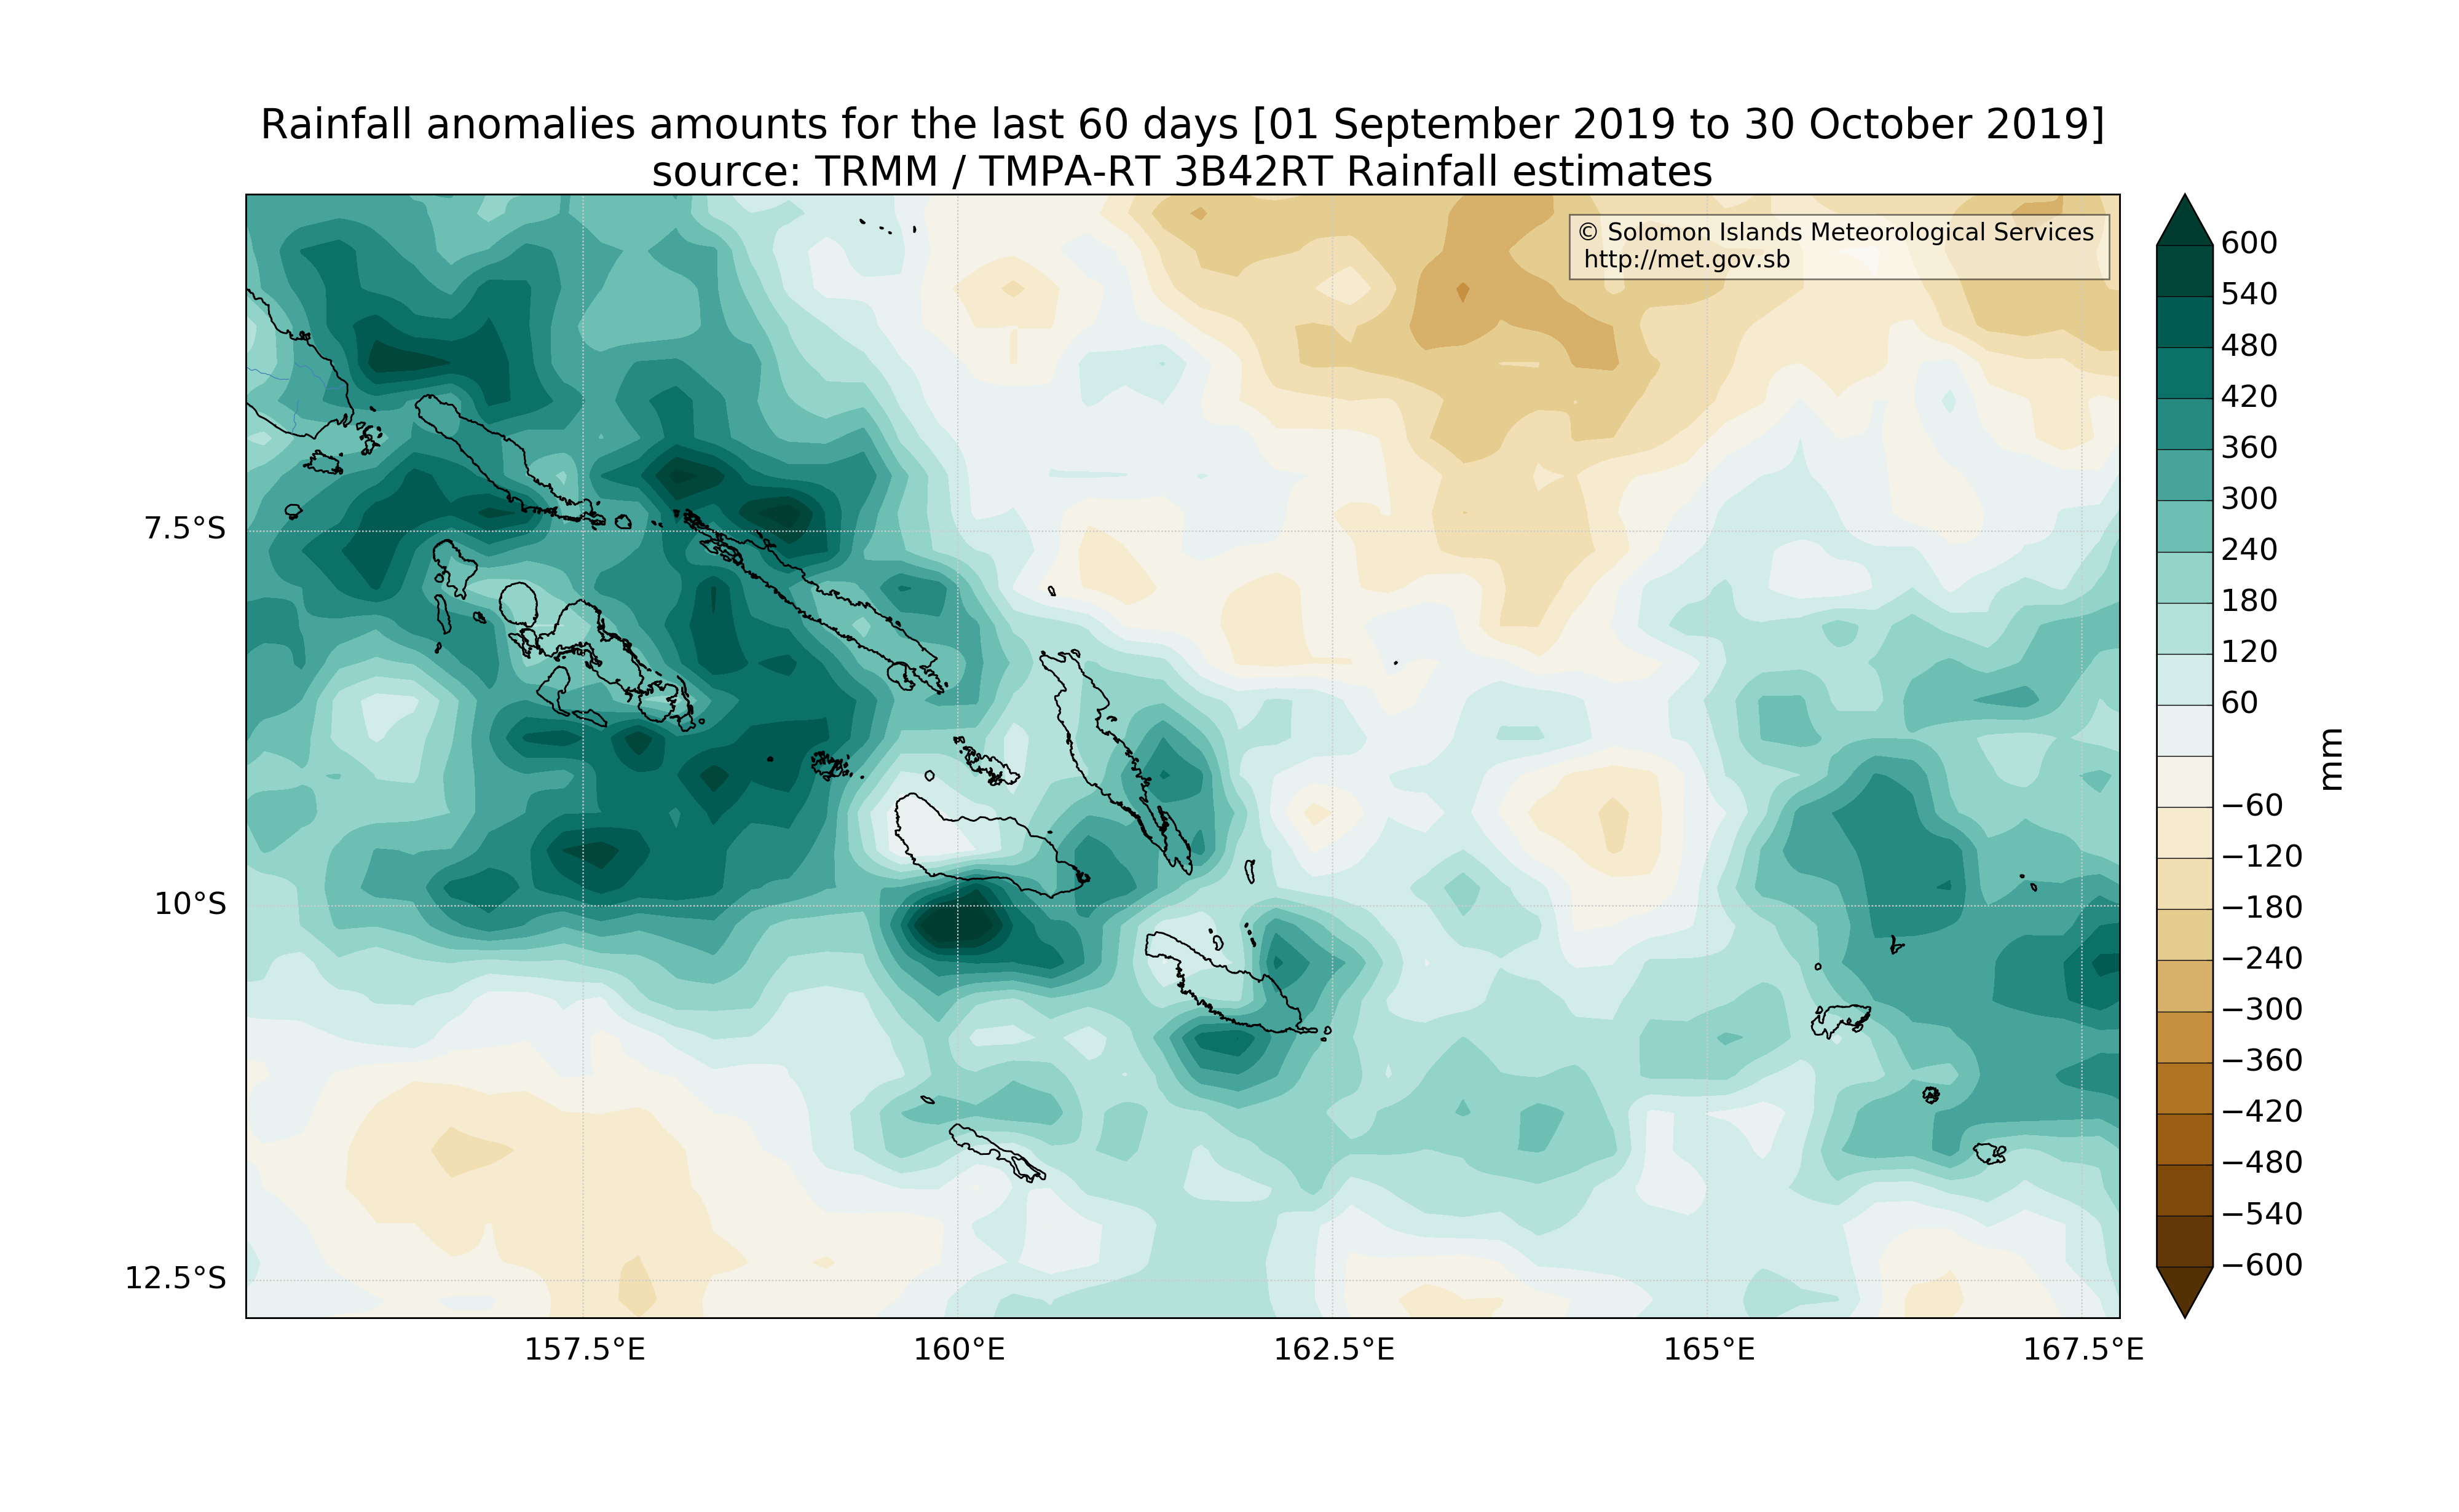 Rainfall anomalies amounts for the last 60 days [01 September 2019 to 30 October 2019]
source: TRMM / TMPA-RT 3B42RT Rainfall estimates
© Solomon Islands Meteorological Services
http://met.gov.sb
7.5°S
10°S
12.5°S
157.5°E
160°E
162.5°E
165°E
167.5°E
600
540
480
420
360
300
240
180
120
60
−60
−120
−180
−240
−300
−360
−420
−480
−540
−600
mm